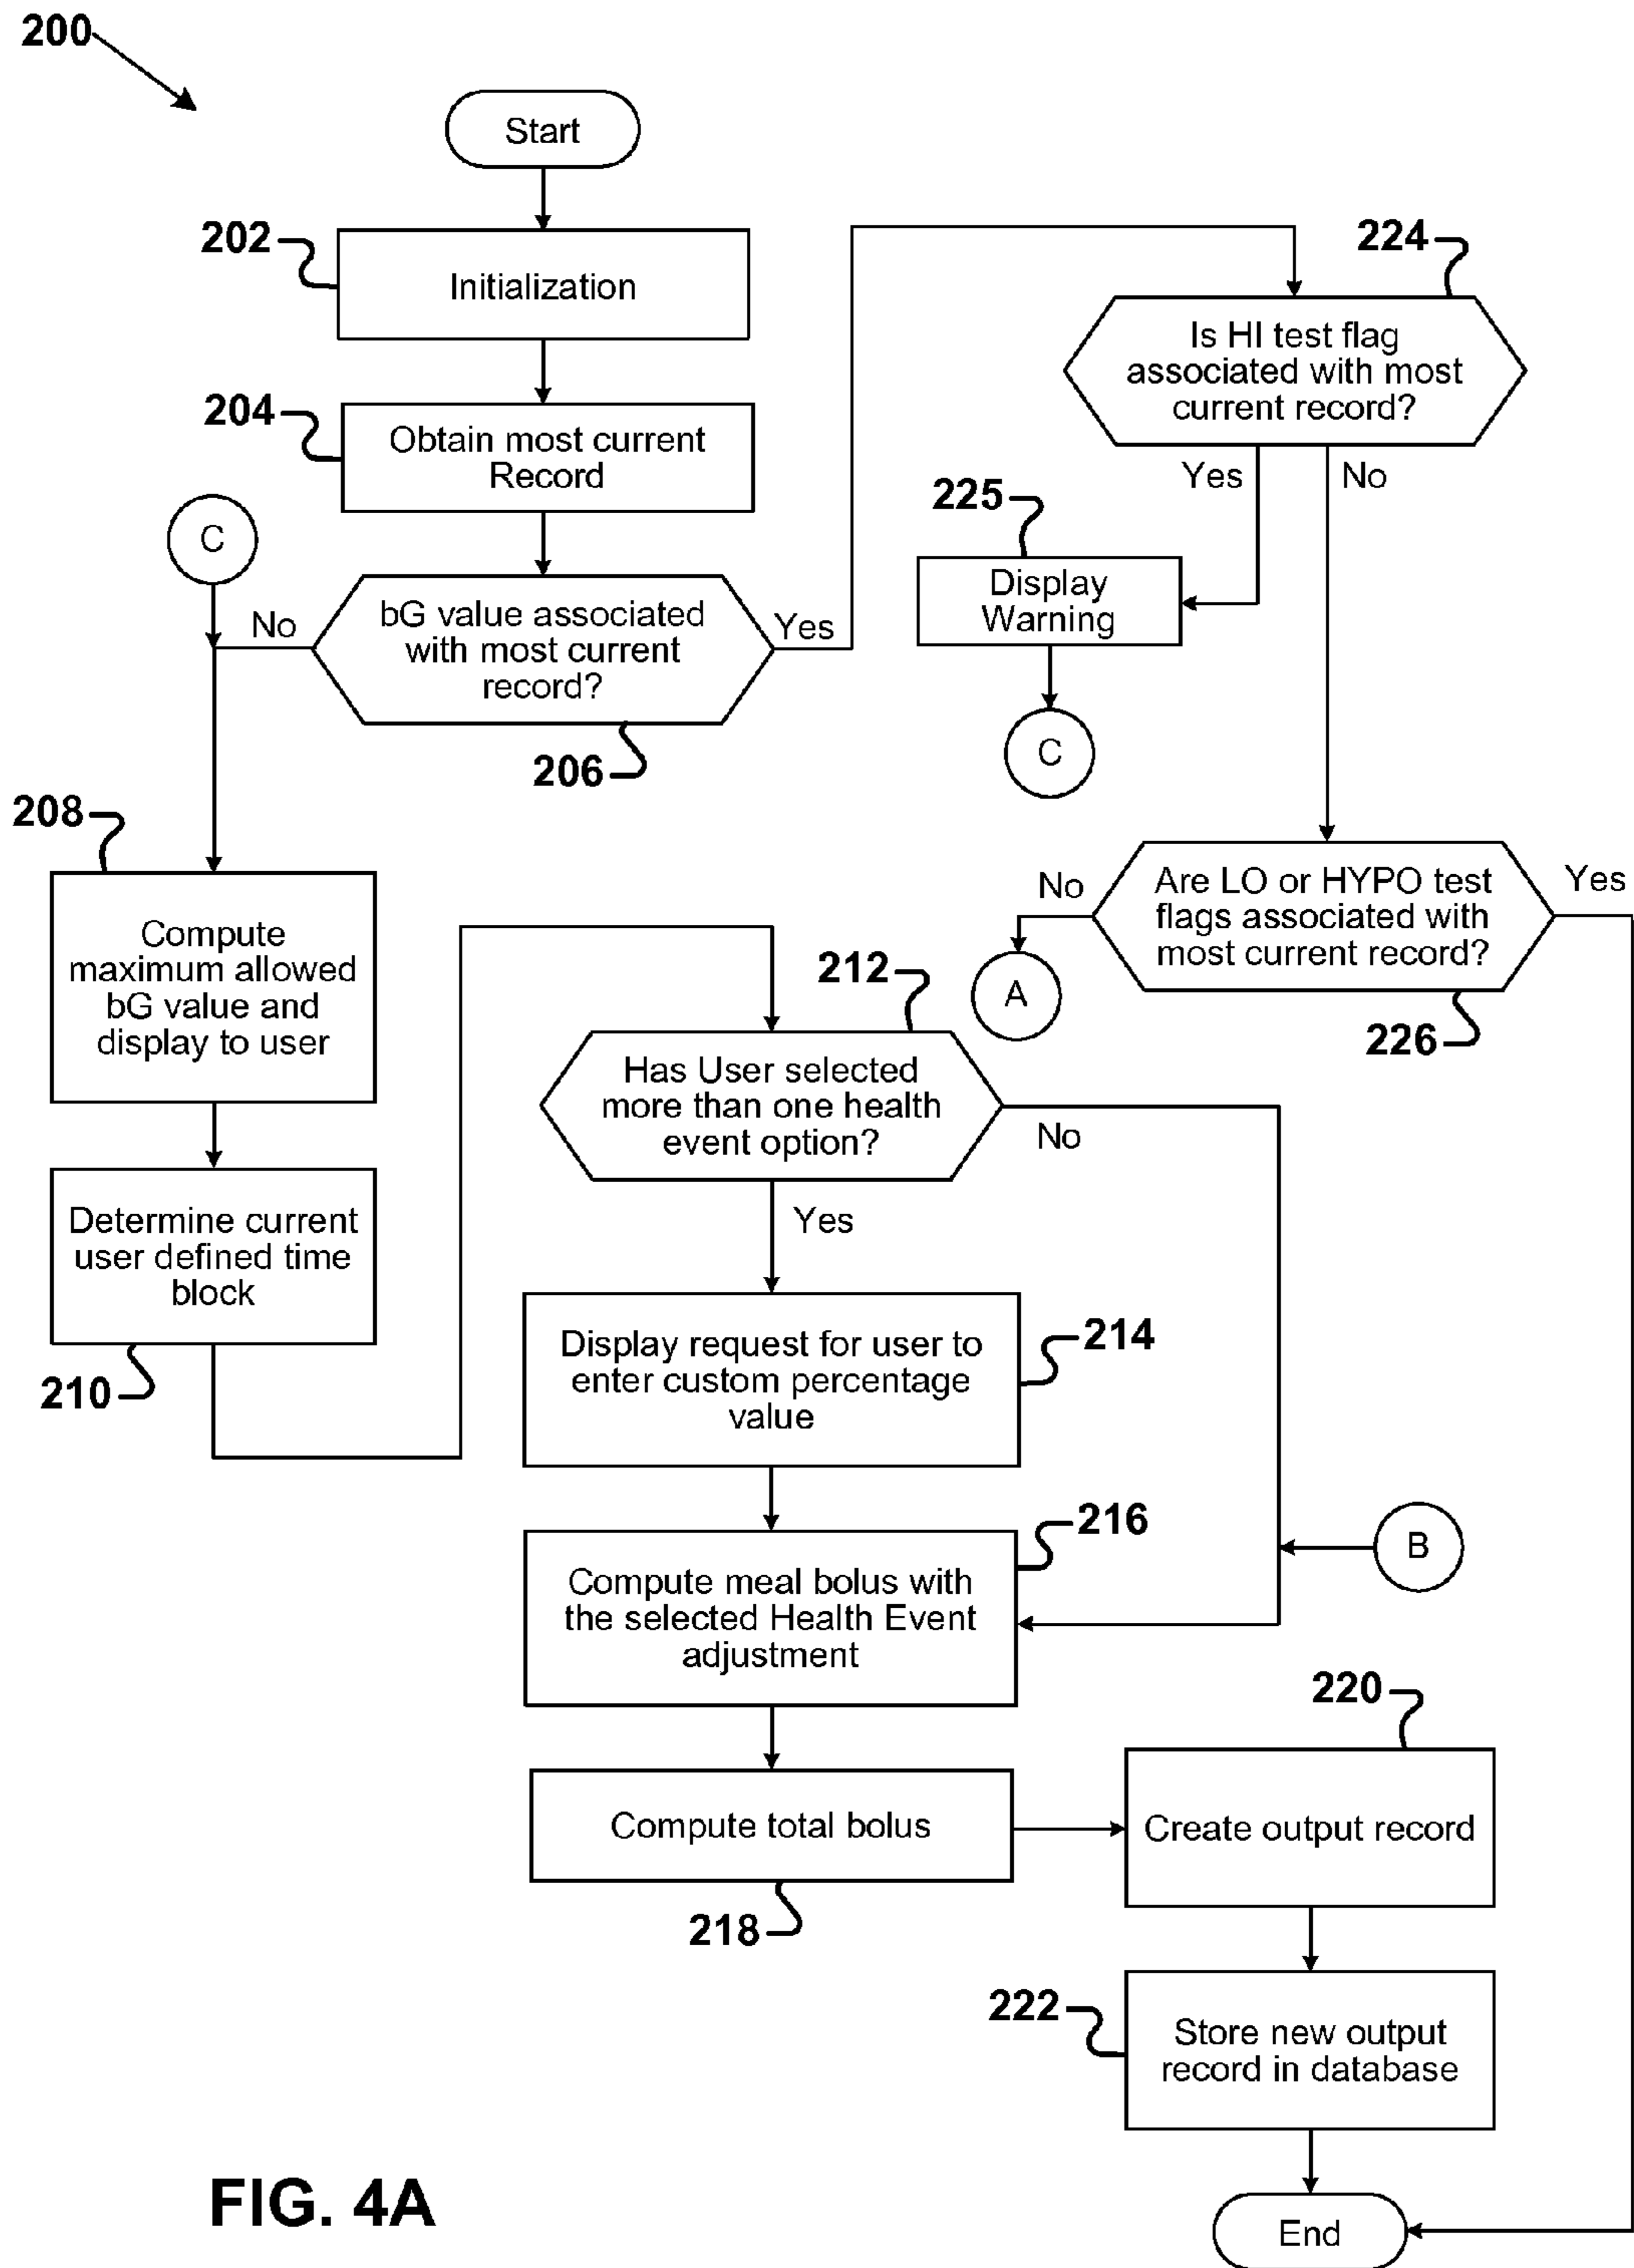 200
Start
202
Initialization
204
Obtain most current
Record
C
No
bG value associated
with most current
record?
Yes
206
224
Is HI test flag
associated with most
current record?
Yes
No
225
Display
Warning
C
No
Are LO or HYPO test
flags associated with
most current record?
Yes
A
226
208
Compute
maximum allowed
bG value and
display to user
Determine current
user defined time
block
210
212
Has User selected
more than one health
event option?
No
Yes
Display request for user to
enter custom percentage
value
214
216
Compute meal bolus with
the selected Health Event
adjustment
B
Compute total bolus
218
220
Create output record
222
Store new output
record in database
End
FIG. 4A